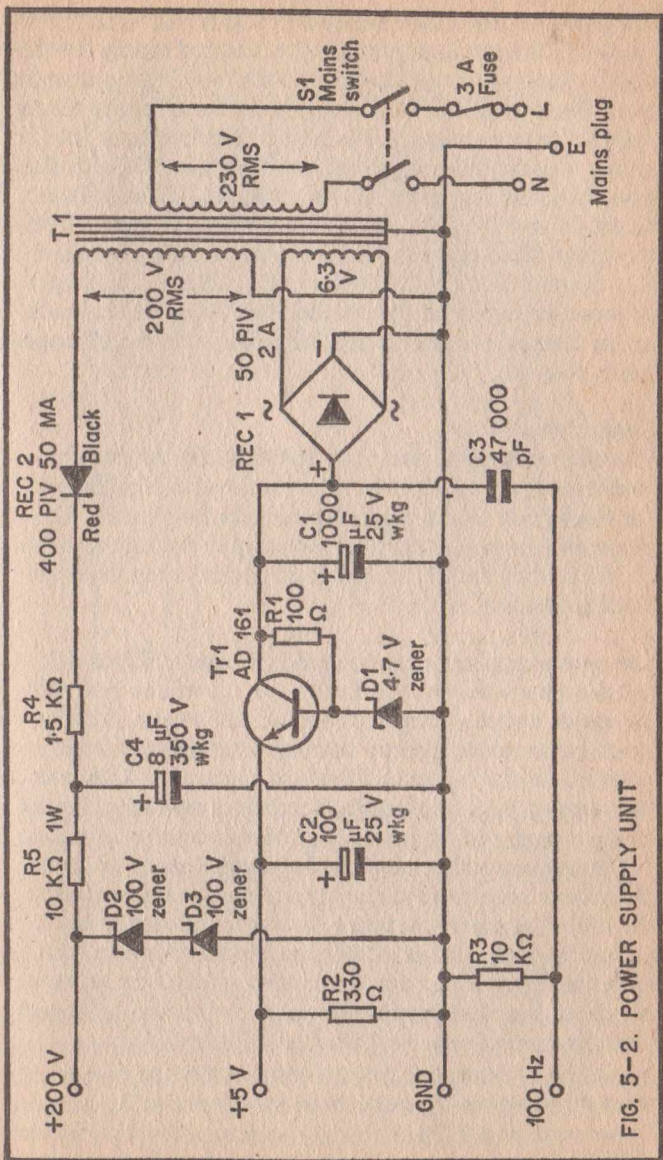 REC 2
400 PIV 50 MA
Red
Black
R4
1·5 KΩ
R5
1W
10 KΩ
+
C4
8
µF
350 V
wkg
D2
100 V
zener
D3
100 V
zener
+200 V
T1
200 V
RMS
230 V
RMS
S1
Mains
switch
3 A
Fuse
L
E
N
Mains plug
6·3
V
50 PIV
2 A
REC 1
~
~
+
−
Tr1
AD 161
R1
100
Ω
+
C1
1000
µF
25 V
wkg
D1
4·7 V
zener
+
C2
100
µF
25 V
wkg
R2
330
Ω
+5 V
C3
47 000
pF
R3
10
KΩ
GND
100 Hz
FIG. 5-2. POWER SUPPLY UNIT